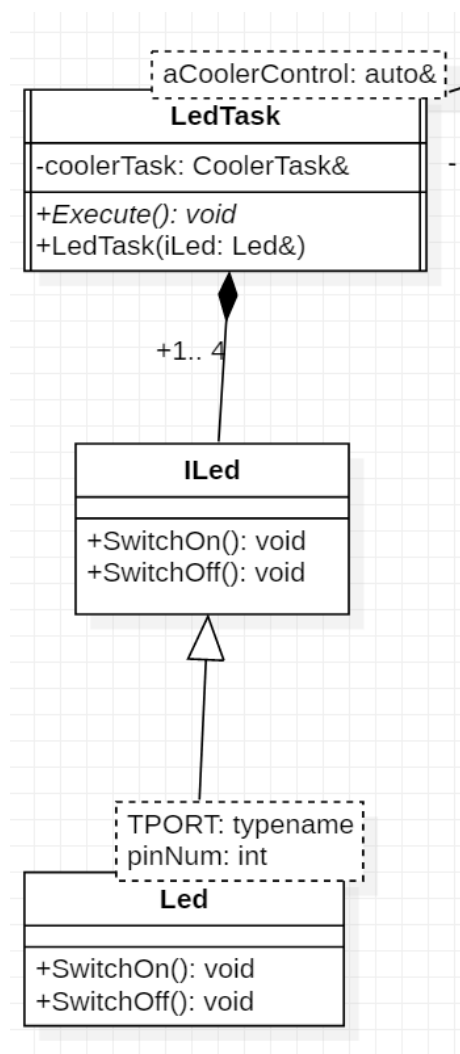 aCoolerControl: auto&
LedTask
-coolerTask: CoolerTask&
-
+Execute(): void
+LedTask(iLed: Led&)
+1.. 4
ILed
+SwitchOn(): void
+SwitchOff(): void
TPORT: typename
pinNum: int
Led
+SwitchOn(): void
+SwitchOff(): void